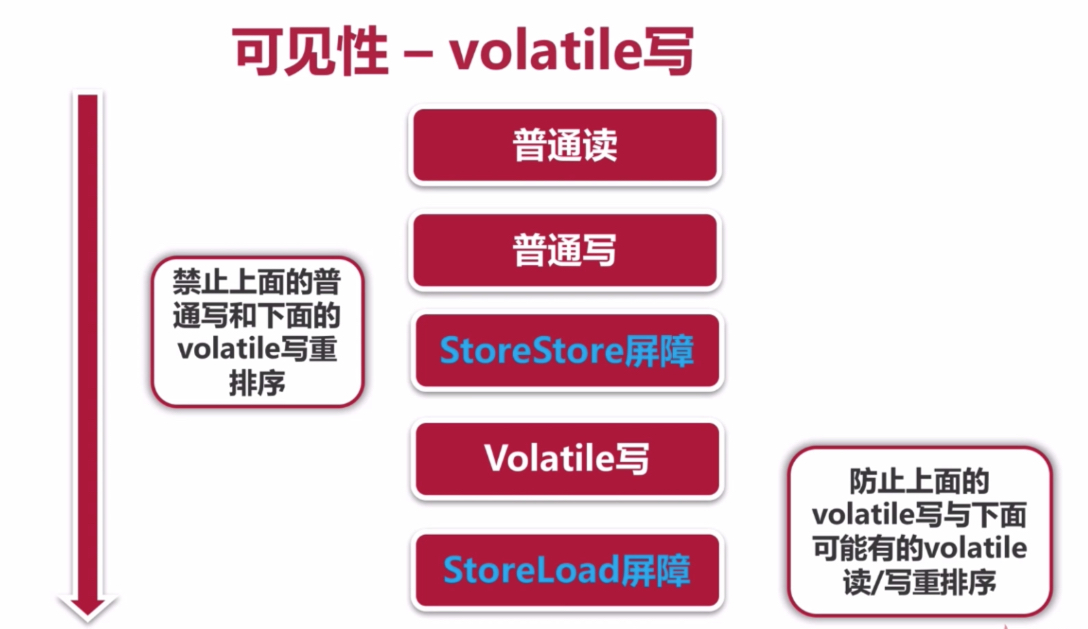 可见性 – volatile写
普通读
普通写
禁止上面的普
通写和下面的
volatile写重
排序
StoreStore屏障
Volatile写
防止上面的
volatile写与下面
可能有的volatile
读/写重排序
StoreLoad屏障